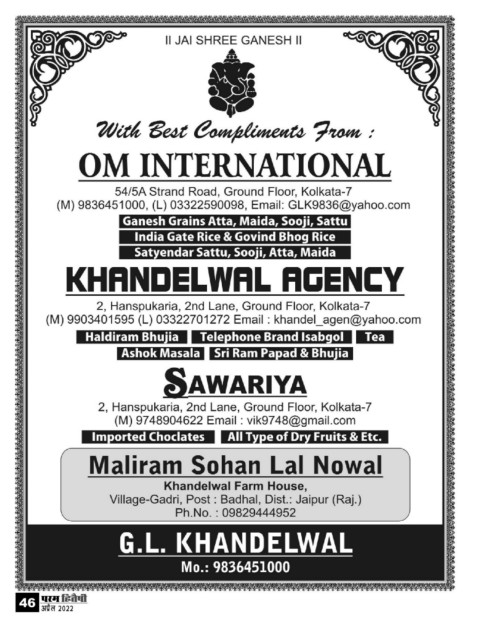 II JAI SHREE GANESH II
With Best Compliments From :
OM INTERNATIONAL
54/5A Strand Road, Ground Floor, Kolkata-7
(M) 9836451000, (L) 03322590098, Email: GLK9836@yahoo.com
Ganesh Grains Atta, Maida, Sooji, Sattu
India Gate Rice & Govind Bhog Rice
Satyendar Sattu, Sooji, Atta, Maida
KHANDELWAL AGENCY
2, Hanspukaria, 2nd Lane, Ground Floor, Kolkata-7
(M) 9903401595 (L) 03322701272 Email : khandel_agen@yahoo.com
Haldiram Bhujia Telephone Brand Isabgol Tea
Ashok Masala Sri Ram Papad & Bhujia
SAWARIYA
2, Hanspukaria, 2nd Lane, Ground Floor, Kolkata-7
(M) 9748904622 Email : vik9748@gmail.com
Imported Choclates All Type of Dry Fruits & Etc.
Maliram Sohan Lal Nowal
Khandelwal Farm House,
Village-Gadri, Post : Badhal, Dist.: Jaipur (Raj.)
Ph.No. : 09829444952
G.L. KHANDELWAL
Mo.: 9836451000
46 परम हितैषी
अप्रैल 2022